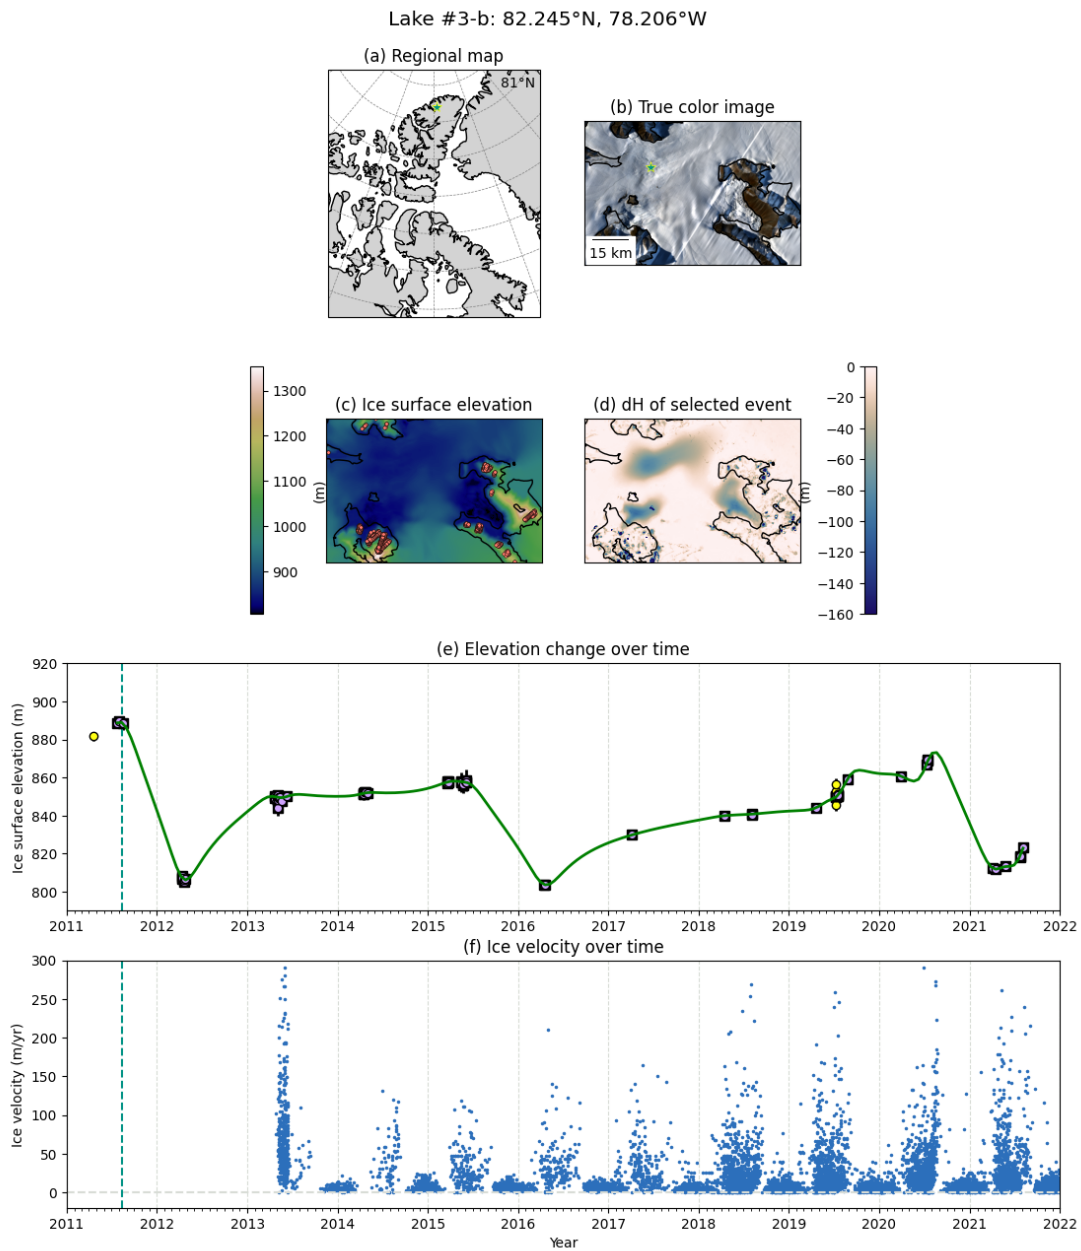 Lake #3-b: 82.245°N, 78.206°W
(a) Regional map
81°N
(b) True color image
15 km
(c) Ice surface elevation
1300
1200
1100
1000
900
(m)
(d) dH of selected event
(m)
0
−20
−40
−60
−80
−100
−120
−140
−160
(e) Elevation change over time
Ice surface elevation (m)
920
900
880
860
840
820
800
2011 2012 2013 2014 2015 2016 2017 2018 2019 2020 2021 2022
(f) Ice velocity over time
Ice velocity (m/yr)
300
250
200
150
100
50
0
2011 2012 2013 2014 2015 2016 2017 2018 2019 2020 2021 2022
Year